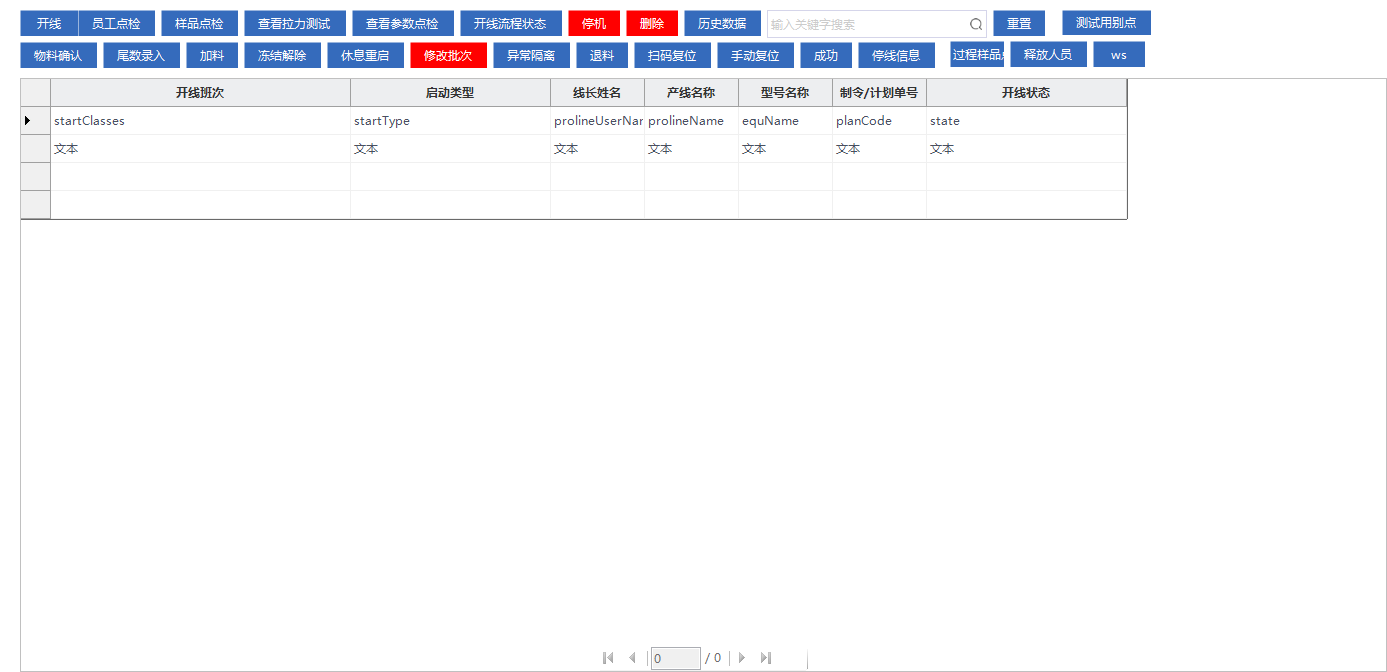 开线 员工点检 样品点检 查看拉力测试 查看参数点检 开线流程状态 停机 删除 历史数据 输入关键字搜索 重置 测试用别点
物料确认 尾数录入 加料 冻结解除 休息重启 修改批次 异常隔离 退料 扫码复位 手动复位 成功 停线信息 过程样品 释放人员 ws
开线班次 启动类型 线长姓名 产线名称 型号名称 制令/计划单号 开线状态
startClasses startType prolineUserNar prolineName equName planCode state
文本 文本 文本 文本 文本 文本 文本
0 / 0